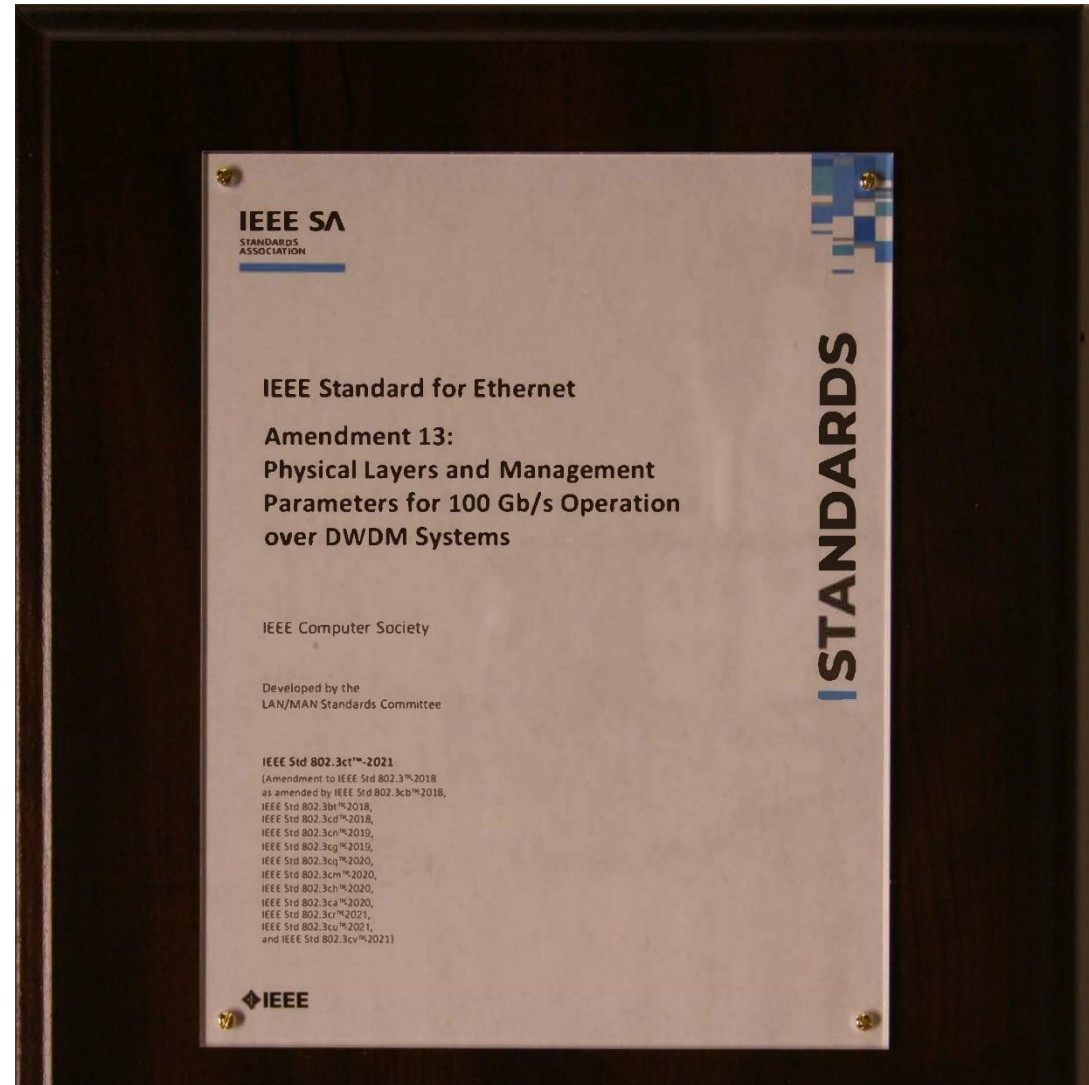 IEEE SA
STANDARDS
ASSOCIATION
STANDARDS
IEEE Standard for Ethernet
Amendment 13:
Physical Layers and Management
Parameters for 100 Gb/s Operation
over DWDM Systems
IEEE Computer Society
Developed by the
LAN/MAN Standards Committee
IEEE Std 802.3ct™-2021
(Amendment to IEEE Std 802.3™-2018
as amended by IEEE Std 802.3cb™-2018,
IEEE Std 802.3bt™-2018,
IEEE Std 802.3cd™-2018,
IEEE Std 802.3cn™-2019,
IEEE Std 802.3cg™-2019,
IEEE Std 802.3cq™-2020,
IEEE Std 802.3cm™-2020,
IEEE Std 802.3ch™-2020,
IEEE Std 802.3ca™-2020,
IEEE Std 802.3cr™-2021,
IEEE Std 802.3cu™-2021,
and IEEE Std 802.3cv™-2021)
IEEE